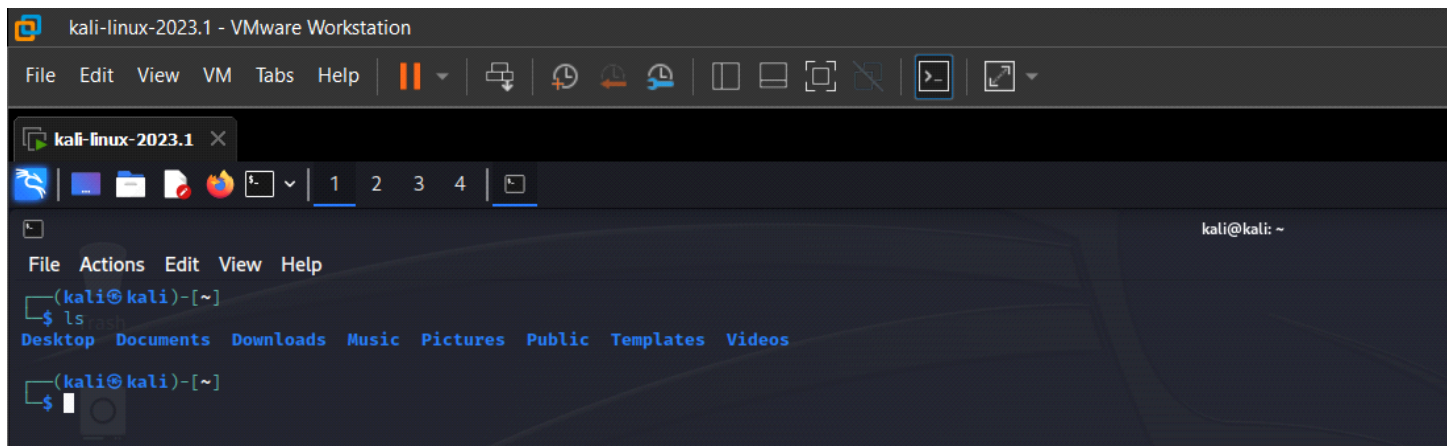 kali-linux-2023.1 - VMware Workstation
File Edit View VM Tabs Help
kali-linux-2023.1
1 2 3 4
kali@kali: ~
File Actions Edit View Help
┌──(kali㉿kali)-[~]
└─$ ls
Trash
Desktop Documents Downloads Music Pictures Public Templates Videos
┌──(kali㉿kali)-[~]
└─$